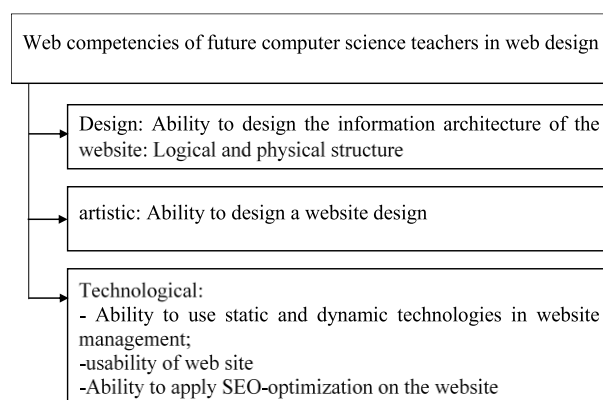 Web competencies of future computer science teachers in web design
Design: Ability to design the information architecture of the
website: Logical and physical structure
artistic: Ability to design a website design
Technological:
- Ability to use static and dynamic technologies in website
management;
-usability of web site
-Ability to apply SEO-optimization on the website